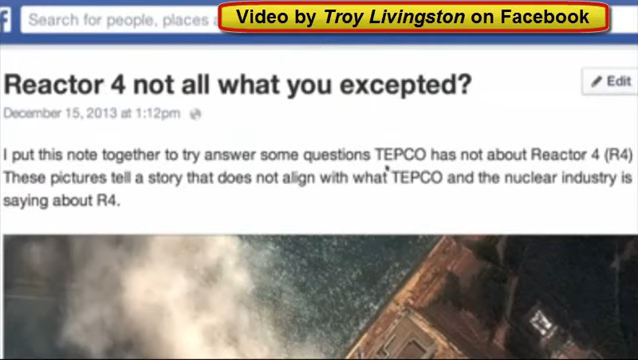 Search for people, places a
Video by Troy Livingston on Facebook
Reactor 4 not all what you excepted?
Edit
December 15, 2013 at 1:12pm
I put this note together to try answer some questions TEPCO has not about Reactor 4 (R4)
These pictures tell a story that does not align with what TEPCO and the nuclear industry is
saying about R4.